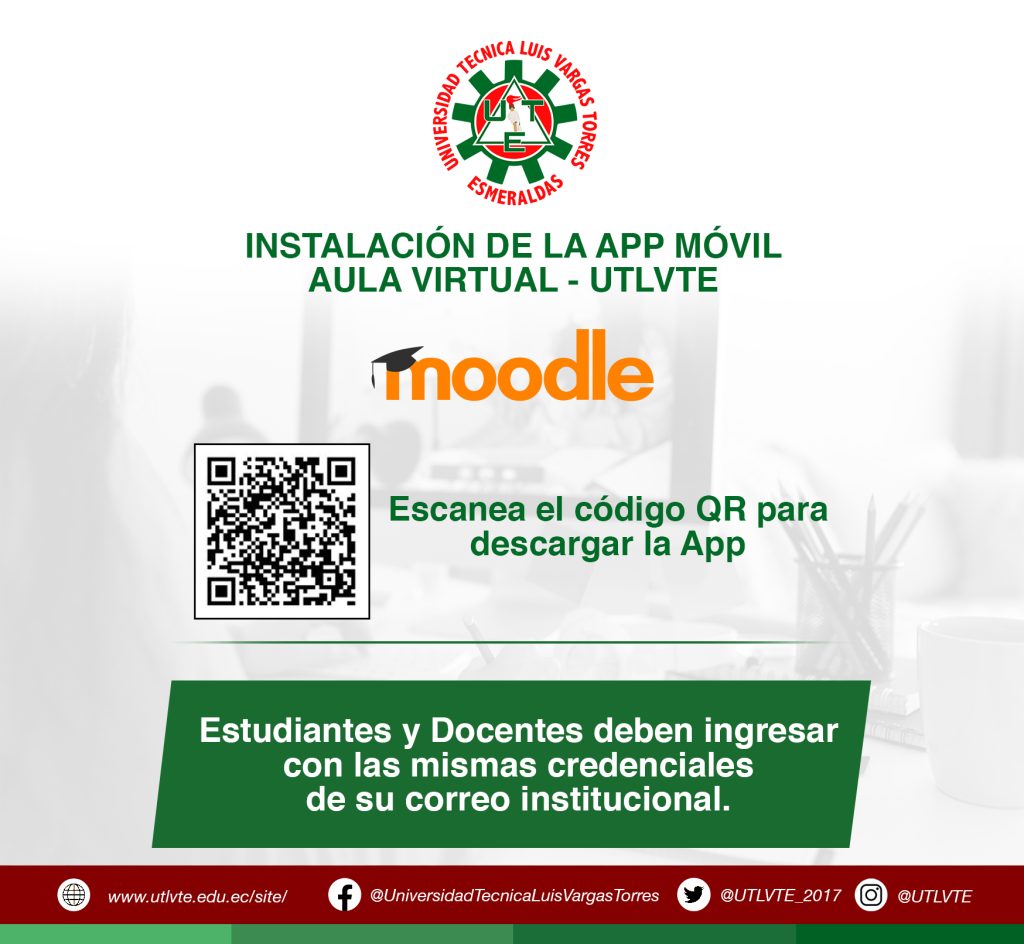 UNIVERSIDAD TECNICA LUIS VARGAS TORRES
U T
E
ESMERALDAS
INSTALACIÓN DE LA APP MÓVIL
AULA VIRTUAL - UTLVTE
moodle
Escanea el código QR para
descargar la App
Estudiantes y Docentes deben ingresar
con las mismas credenciales
de su correo institucional.
www.utlvte.edu.ec/site/ @UniversidadTecnicaLuisVargasTorres @UTLVTE_2017 @UTLVTE